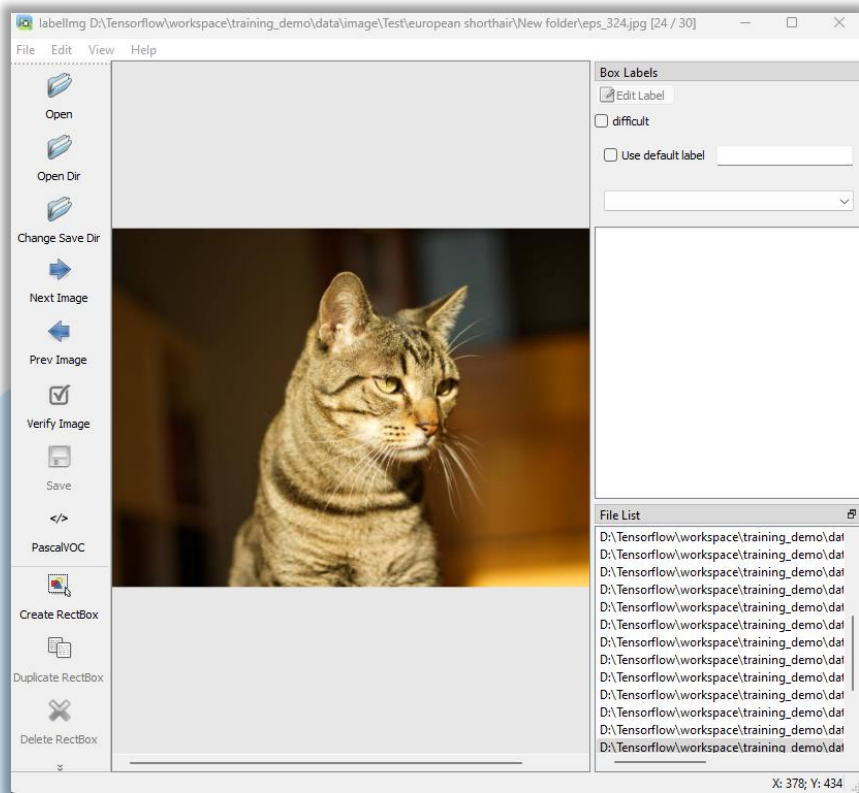 labelImg D:\Tensorflow\workspace\training_demo\data\image\Test\european shorthair\New folder\eps_324.jpg [24 / 30]
File Edit View Help
Open
Open Dir
Change Save Dir
Next Image
Prev Image
Verify Image
Save
</>
PascalVOC
Create RectBox
Duplicate RectBox
Delete RectBox
Box Labels
Edit Label
difficult
Use default label
File List
D:\Tensorflow\workspace\training_demo\dat
D:\Tensorflow\workspace\training_demo\dat
D:\Tensorflow\workspace\training_demo\dat
D:\Tensorflow\workspace\training_demo\dat
D:\Tensorflow\workspace\training_demo\dat
D:\Tensorflow\workspace\training_demo\dat
D:\Tensorflow\workspace\training_demo\dat
D:\Tensorflow\workspace\training_demo\dat
D:\Tensorflow\workspace\training_demo\dat
D:\Tensorflow\workspace\training_demo\dat
D:\Tensorflow\workspace\training_demo\dat
D:\Tensorflow\workspace\training_demo\dat
D:\Tensorflow\workspace\training_demo\dat
X: 378; Y: 434